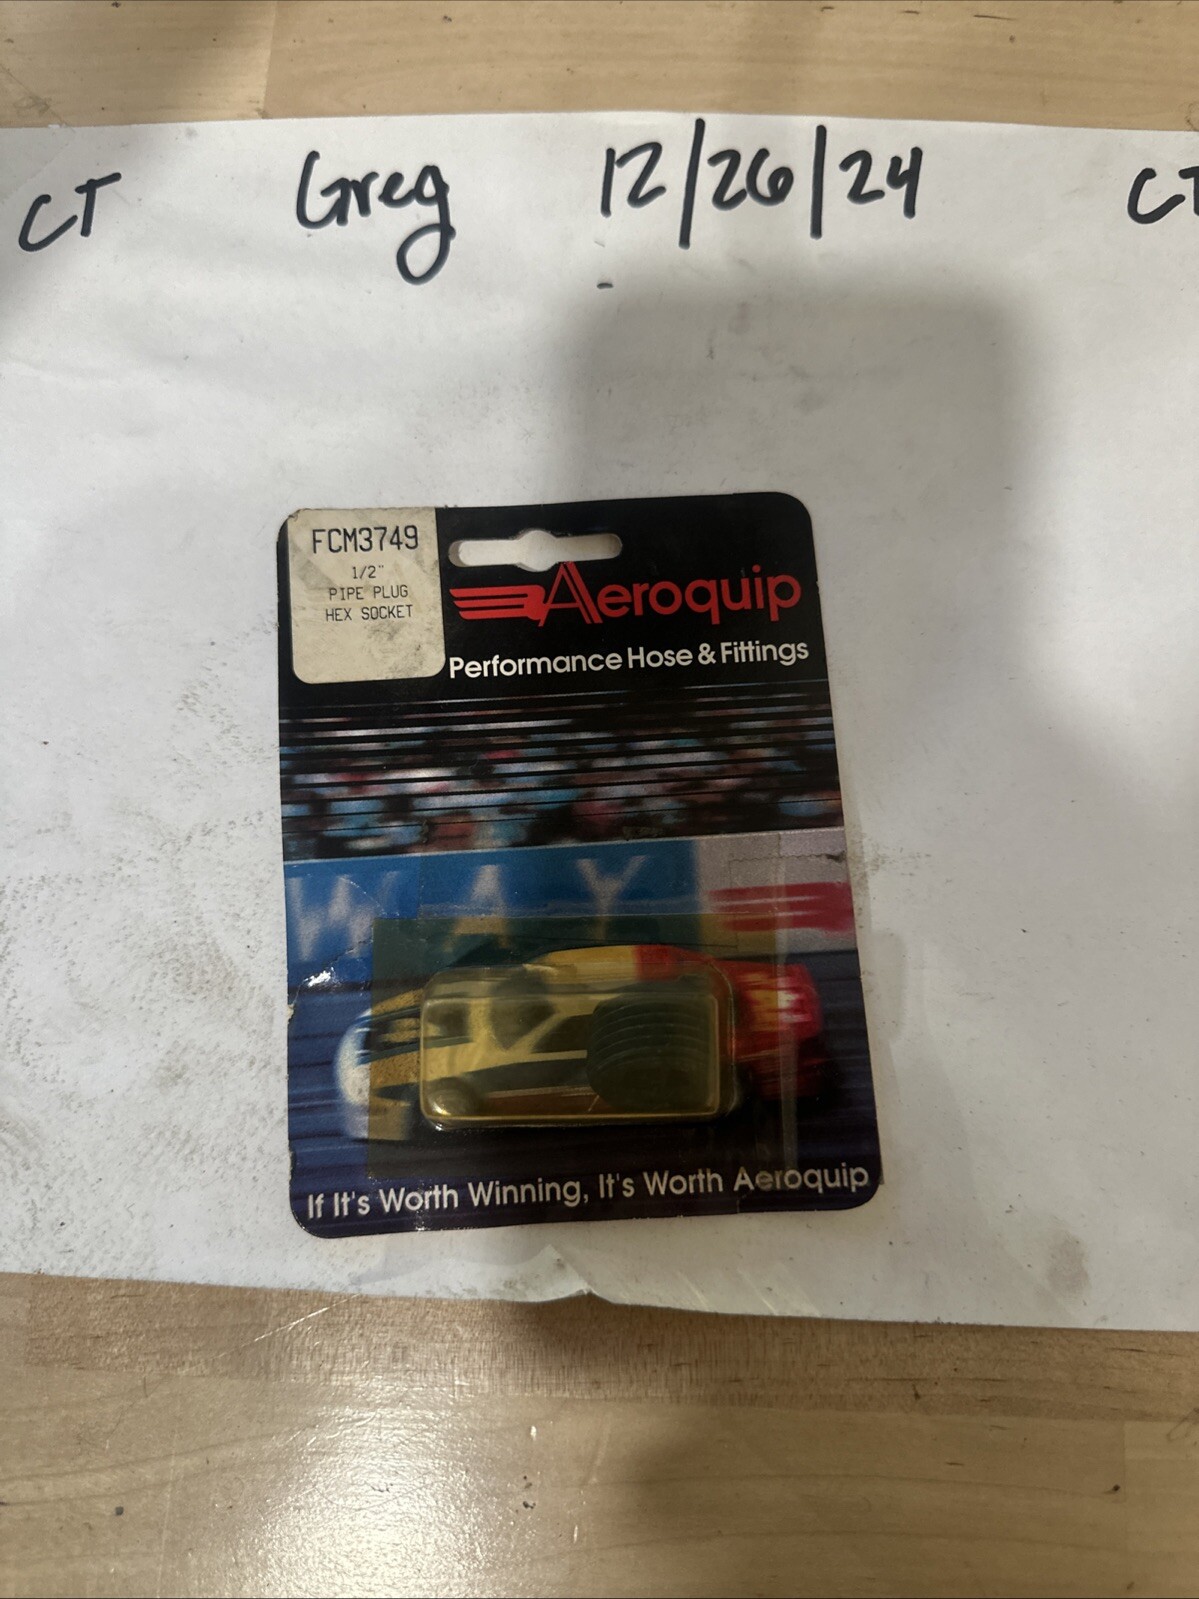 CT Greg 12/26/24 CT
FCM3749
1/2"
PIPE PLUG
HEX SOCKET
Aeroquip
Performance Hose & Fittings
WAY
If It's Worth Winning, It's Worth Aeroquip